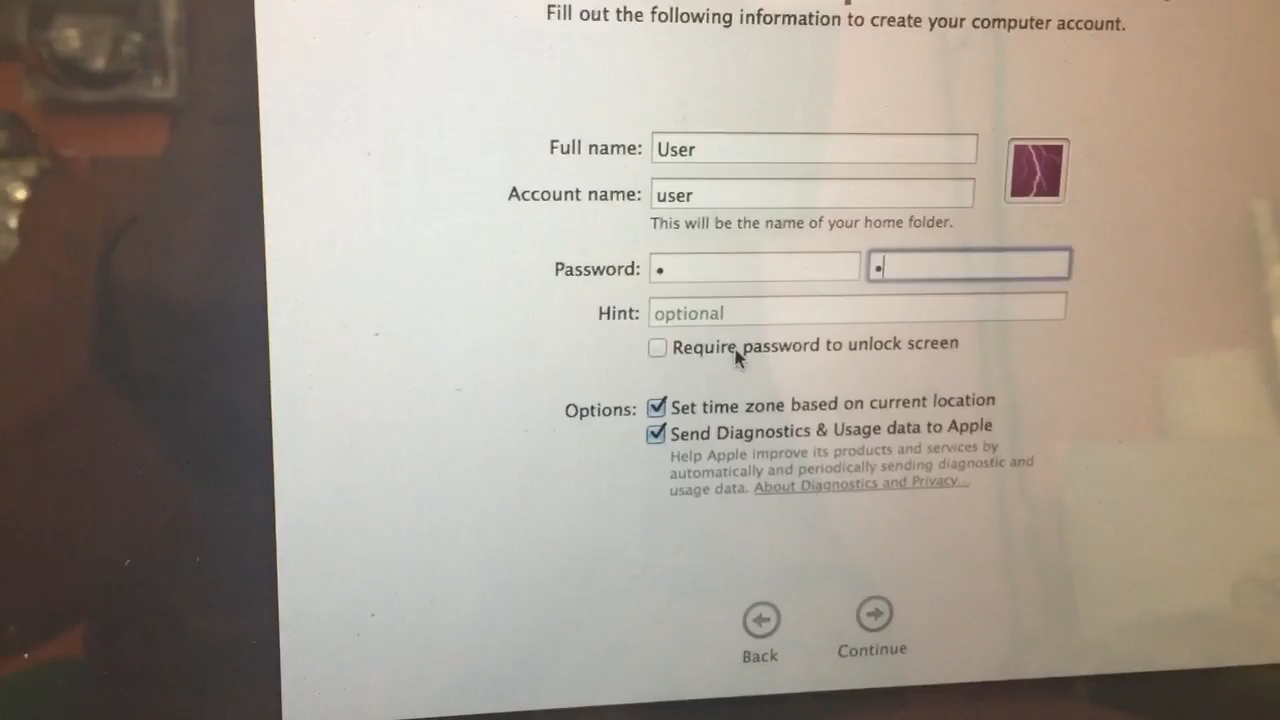 Fill out the following information to create your computer account.
Full name: User
Account name: user
This will be the name of your home folder.
Password: • •
Hint: optional
Require password to unlock screen
Options: Set time zone based on current location
Send Diagnostics & Usage data to Apple
Help Apple improve its products and services by
automatically and periodically sending diagnostic and
usage data. About Diagnostics and Privacy...
Back Continue